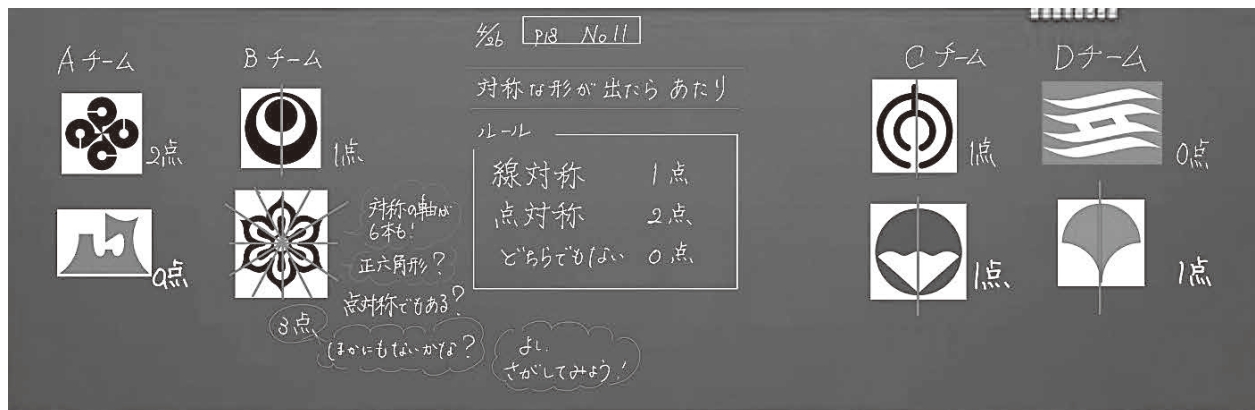 4/26 P18 No11
対称な形が出たら あたり
Aチーム
2点
0点
Bチーム
1点
対称の軸が
6本も！
正六角形？
点対称でもある？
3点
ほかにもないかな？
よし、
さがしてみよう！
ルール
線対称 1点
点対称 2点
どちらでもない 0点
Cチーム
1点
1点
Dチーム
0点
1点